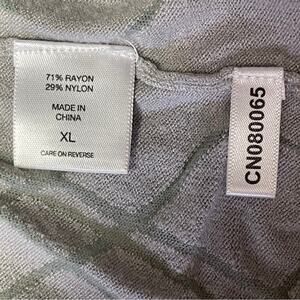 71% RAYON
29% NYLON
MADE IN
CHINA
XL
CARE ON REVERSE
CN080065